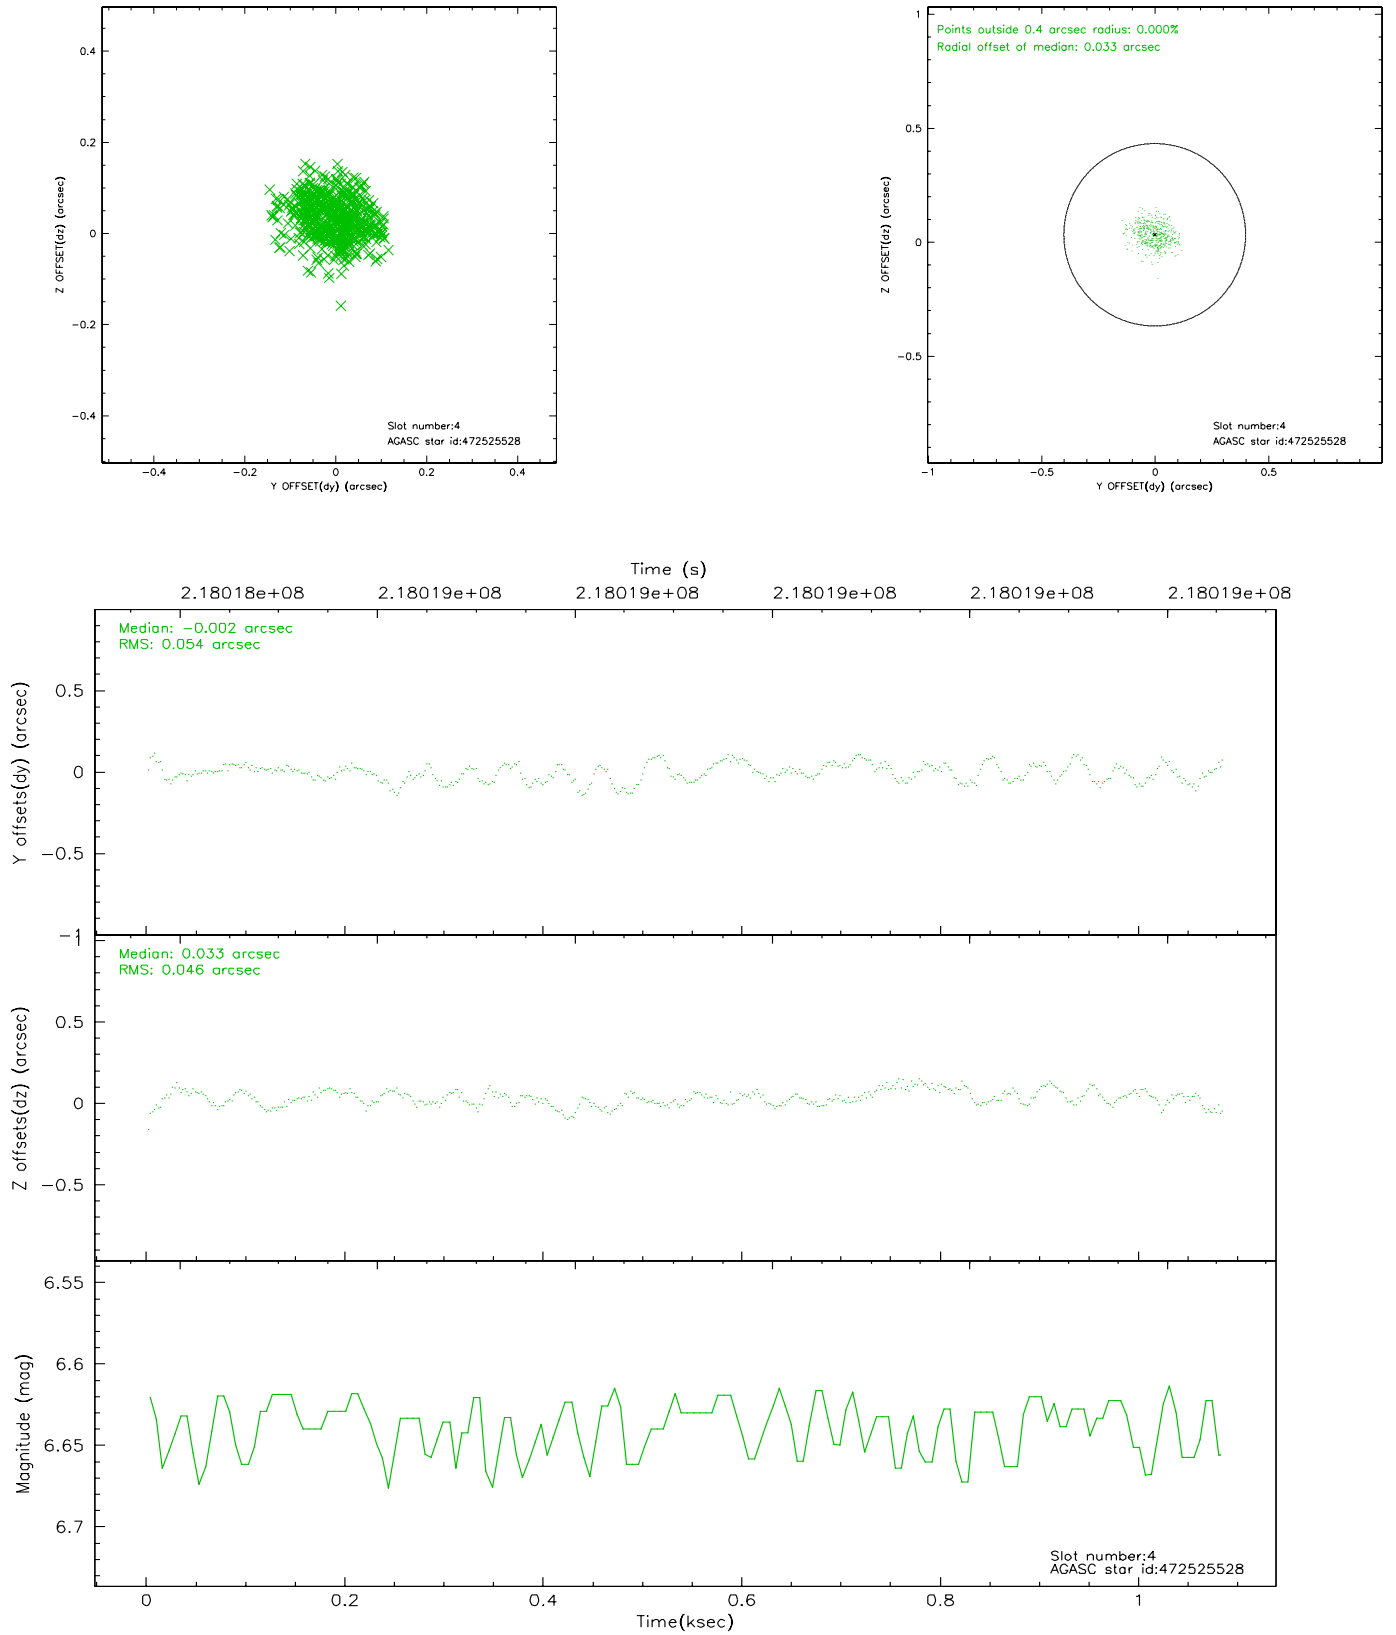 0.4
0.2
0
−0.2
−0.4
Z OFFSET(dz) (arcsec)
Slot number:4
AGASC star id:472525528
−0.4 −0.2 0 0.2 0.4
Y OFFSET(dy) (arcsec)
Points outside 0.4 arcsec radius: 0.000%
Radial offset of median: 0.033 arcsec
1
0.5
0
−0.5
Z OFFSET(dz) (arcsec)
Slot number:4
AGASC star id:472525528
−1 −0.5 0 0.5
Y OFFSET(dy) (arcsec)
Time (s)
2.18018e+08 2.18019e+08 2.18019e+08 2.18019e+08 2.18019e+08 2.18019e+08
Median: −0.002 arcsec
RMS: 0.054 arcsec
0.5
0
−0.5
−1
Y offsets(dy) (arcsec)
Median: 0.033 arcsec
RMS: 0.046 arcsec
1
0.5
0
−0.5
Z offsets(dz) (arcsec)
6.55
6.6
6.65
6.7
Magnitude (mag)
Slot number:4
AGASC star id:472525528
0 0.2 0.4 0.6 0.8 1
Time(ksec)